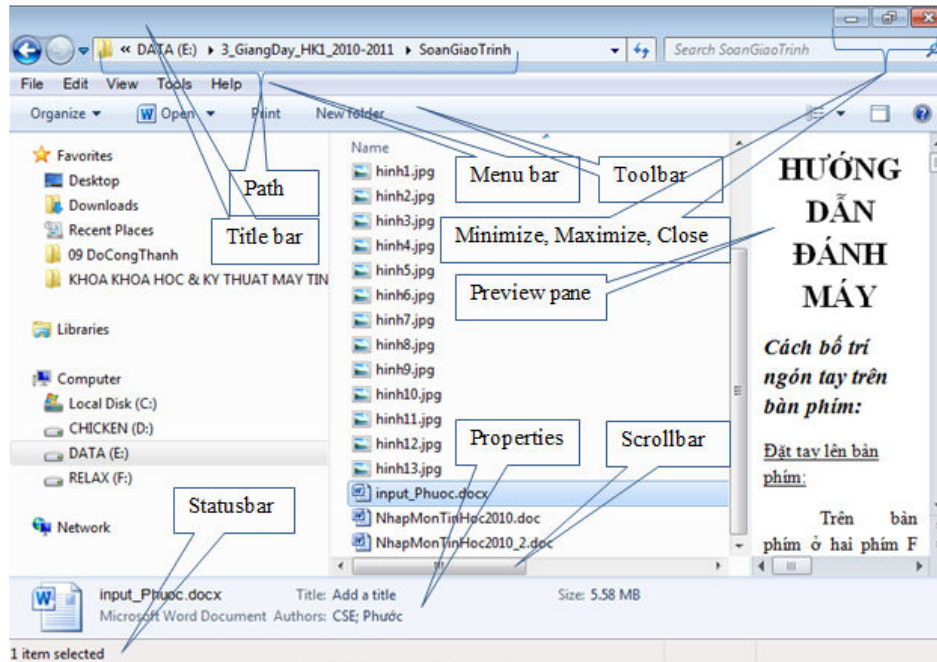 « DATA (E:) ▸ 3_GiangDay_HK1_2010-2011 ▸ SoanGiaoTrinh
Search SoanGiaoTrinh
File Edit View Tools Help
Organize Open Print New folder
Favorites
Desktop
Downloads
Recent Places
09 DoCongThanh
KHOA KHOA HOC & KY THUAT MAY TIN
Libraries
Computer
Local Disk (C:)
CHICKEN (D:)
DATA (E:)
RELAX (F:)
Network
Name
hinh1.jpg
hinh2.jpg
hinh3.jpg
hinh4.jpg
hinh5.jpg
hinh6.jpg
hinh7.jpg
hinh8.jpg
hinh9.jpg
hinh10.jpg
hinh11.jpg
hinh12.jpg
hinh13.jpg
input_Phuoc.docx
NhapMonTinHoc2010.doc
NhapMonTinHoc2010_2.doc
Path
Title bar
Menu bar
Toolbar
Minimize, Maximize, Close
Preview pane
Properties
Scrollbar
Statusbar
HƯỚNG
DẪN
ĐÁNH
MÁY
Cách bố trí
ngón tay trên
bàn phím:
Đặt tay lên bàn
phím:
Trên bàn
phím ở hai phím F
input_Phuoc.docx Title: Add a title Size: 5.58 MB
Microsoft Word Document Authors: CSE; Phước
1 item selected